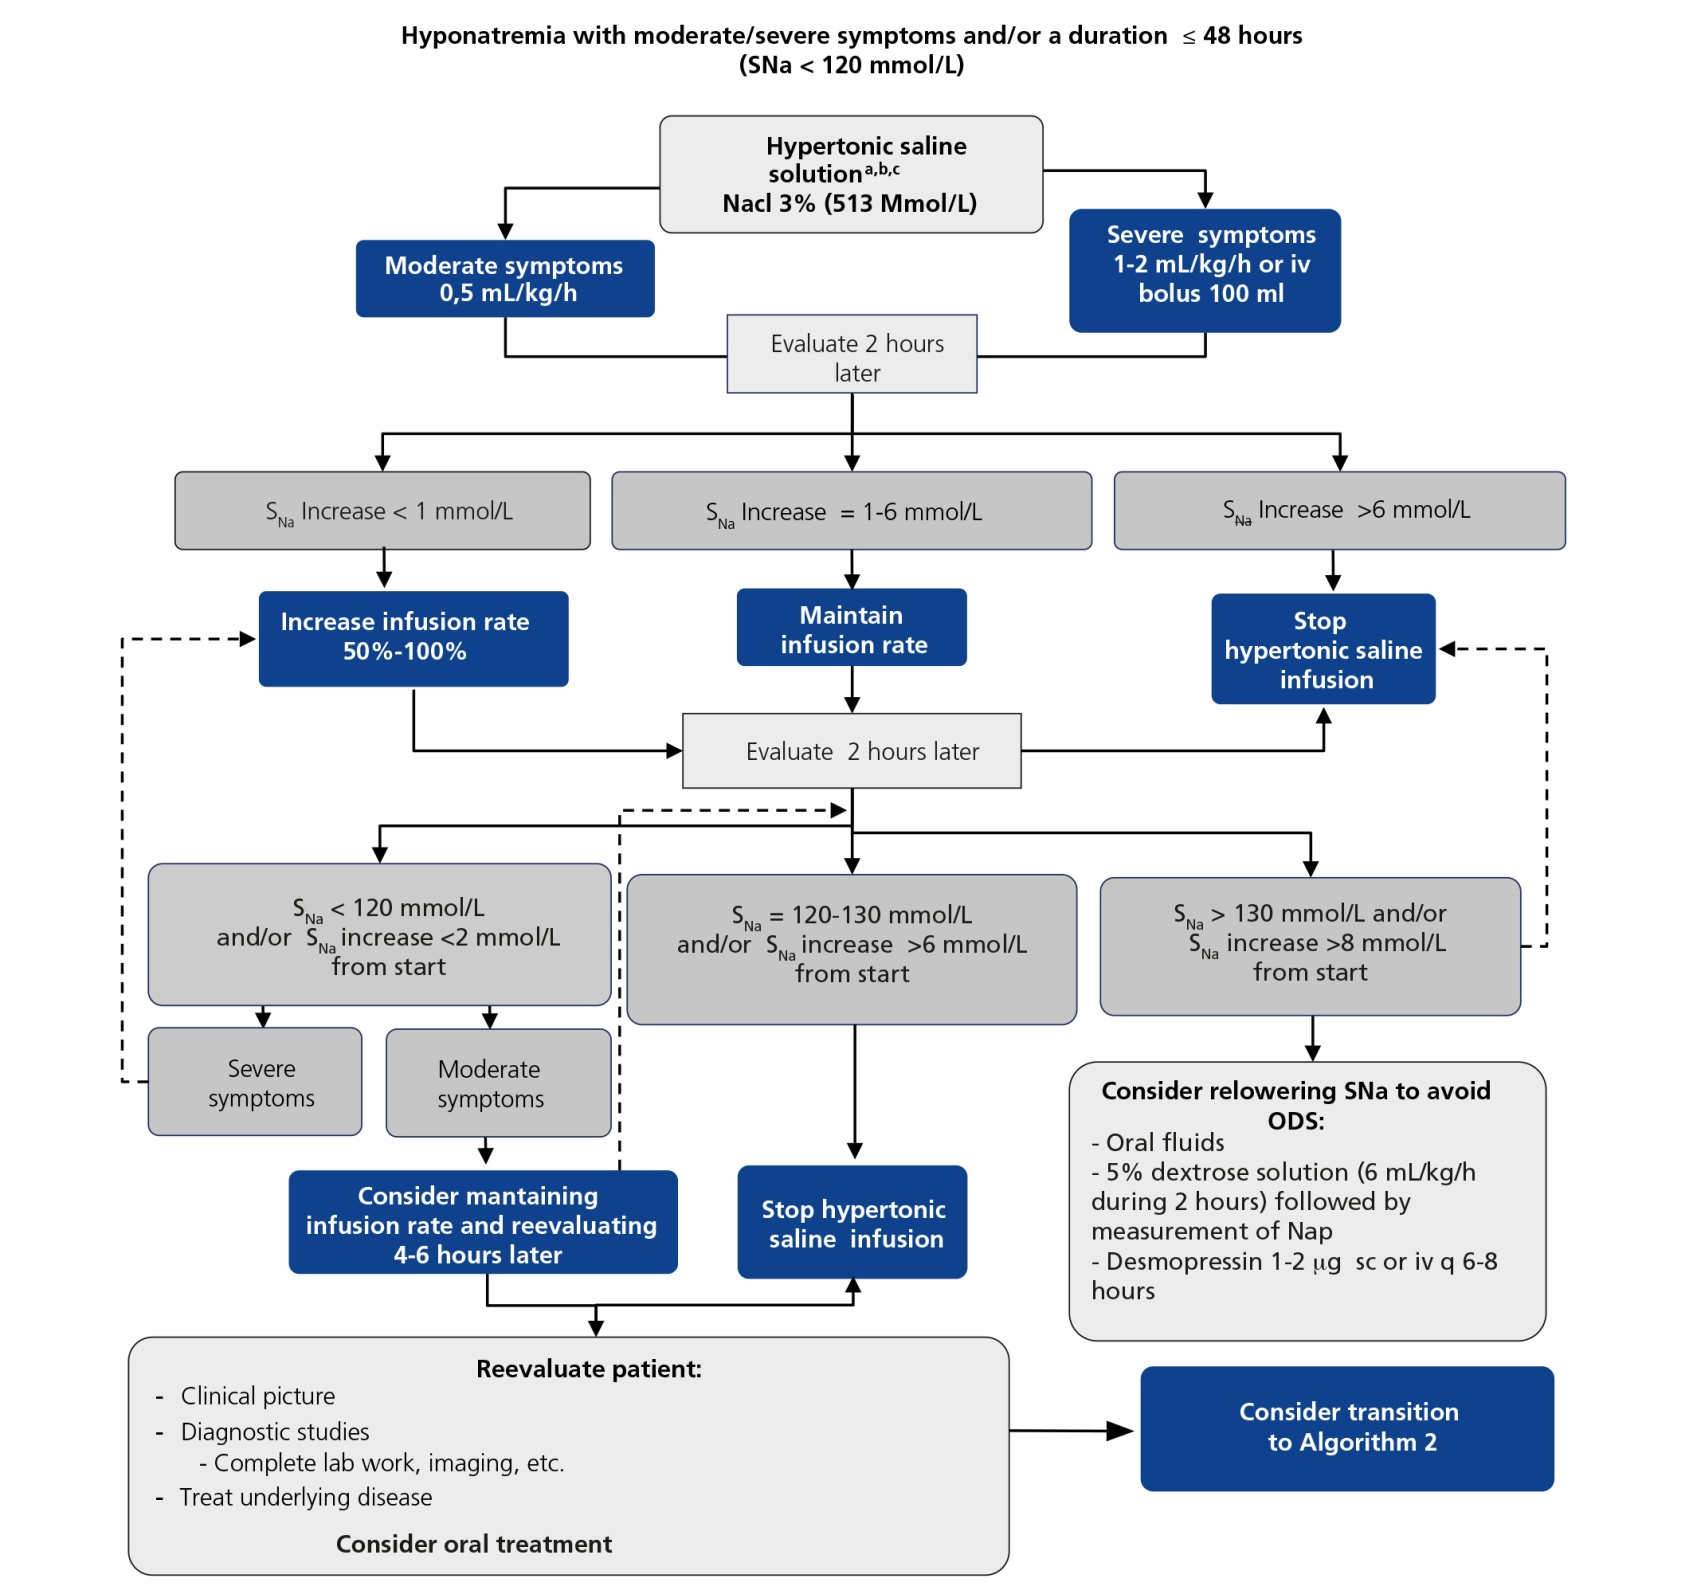 Hyponatremia with moderate/severe symptoms and/or a duration ≤ 48 hours
(SNa < 120 mmol/L)
Hypertonic saline
solutiona,b,c
Nacl 3% (513 Mmol/L)
Moderate symptoms
0,5 mL/kg/h
Severe symptoms
1-2 mL/kg/h or iv
bolus 100 ml
Evaluate 2 hours
later
SNa Increase < 1 mmol/L
SNa Increase = 1-6 mmol/L
SNa Increase >6 mmol/L
Increase infusion rate
50%-100%
Maintain
infusion rate
Stop
hypertonic saline
infusion
Evaluate 2 hours later
SNa < 120 mmol/L
and/or SNa increase <2 mmol/L
from start
SNa = 120-130 mmol/L
and/or SNa increase >6 mmol/L
from start
SNa > 130 mmol/L and/or
SNa increase >8 mmol/L
from start
Severe
symptoms
Moderate
symptoms
Consider mantaining
infusion rate and reevaluating
4-6 hours later
Stop hypertonic
saline infusion
Consider relowering SNa to avoid
ODS:
- Oral fluids
- 5% dextrose solution (6 mL/kg/h
during 2 hours) followed by
measurement of Nap
- Desmopressin 1-2 μg sc or iv q 6-8
hours
Reevaluate patient:
- Clinical picture
- Diagnostic studies
- Complete lab work, imaging, etc.
- Treat underlying disease
Consider oral treatment
Consider transition
to Algorithm 2